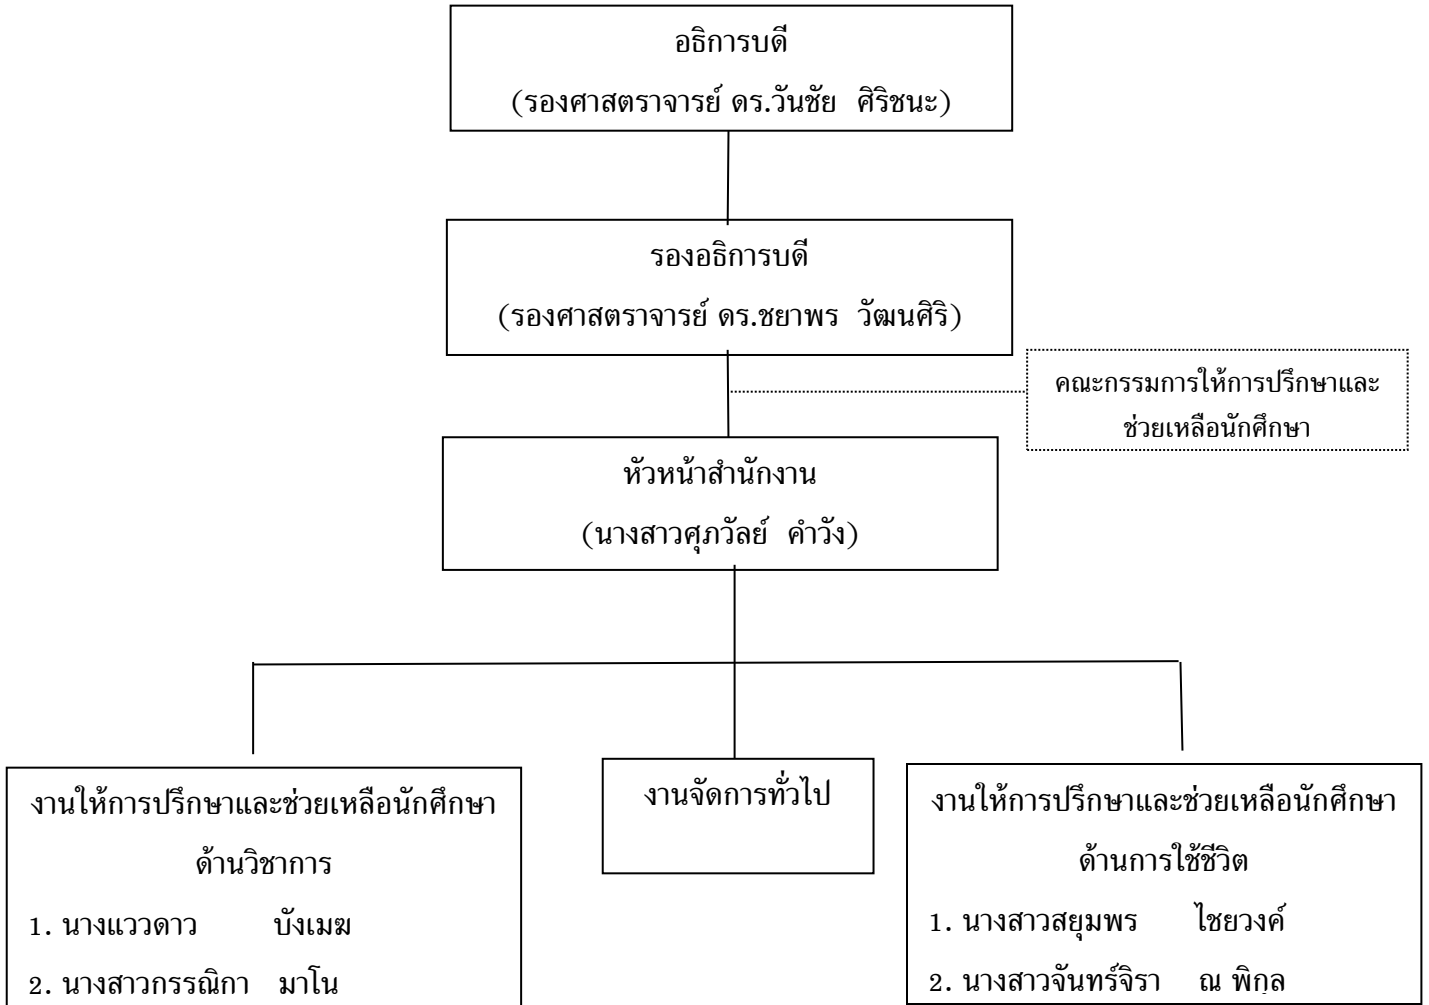 อธิการบดี
(รองศาสตราจารย์ ดร.วันชัย ศิริชนะ)
รองอธิการบดี
(รองศาสตราจารย์ ดร.ชยาพร วัฒนศิริ)
คณะกรรมการให้การปรึกษาและ
ช่วยเหลือนักศึกษา
หัวหน้าสำนักงาน
(นางสาวศุภวัลย์ คำวัง)
งานให้การปรึกษาและช่วยเหลือนักศึกษา
ด้านวิชาการ
1. นางแววดาว บังเมฆ
2. นางสาวกรรณิกา มาโน
งานจัดการทั่วไป
งานให้การปรึกษาและช่วยเหลือนักศึกษา
ด้านการใช้ชีวิต
1. นางสาวสยุมพร ไชยวงค์
2. นางสาวจันทร์จิรา ณ พิกุล